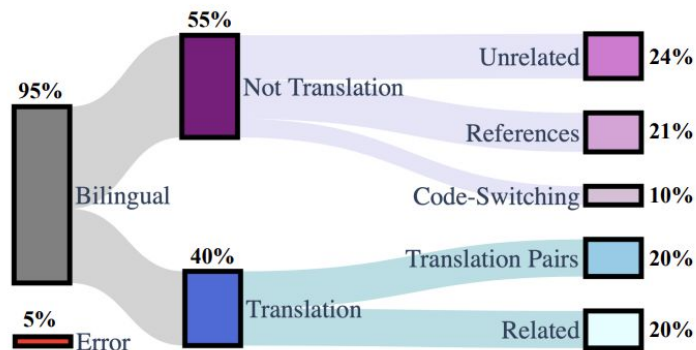 55%
Not Translation
95%
Bilingual
5%
Error
40%
Translation
Unrelated 24%
References 21%
Code-Switching 10%
Translation Pairs 20%
Related 20%